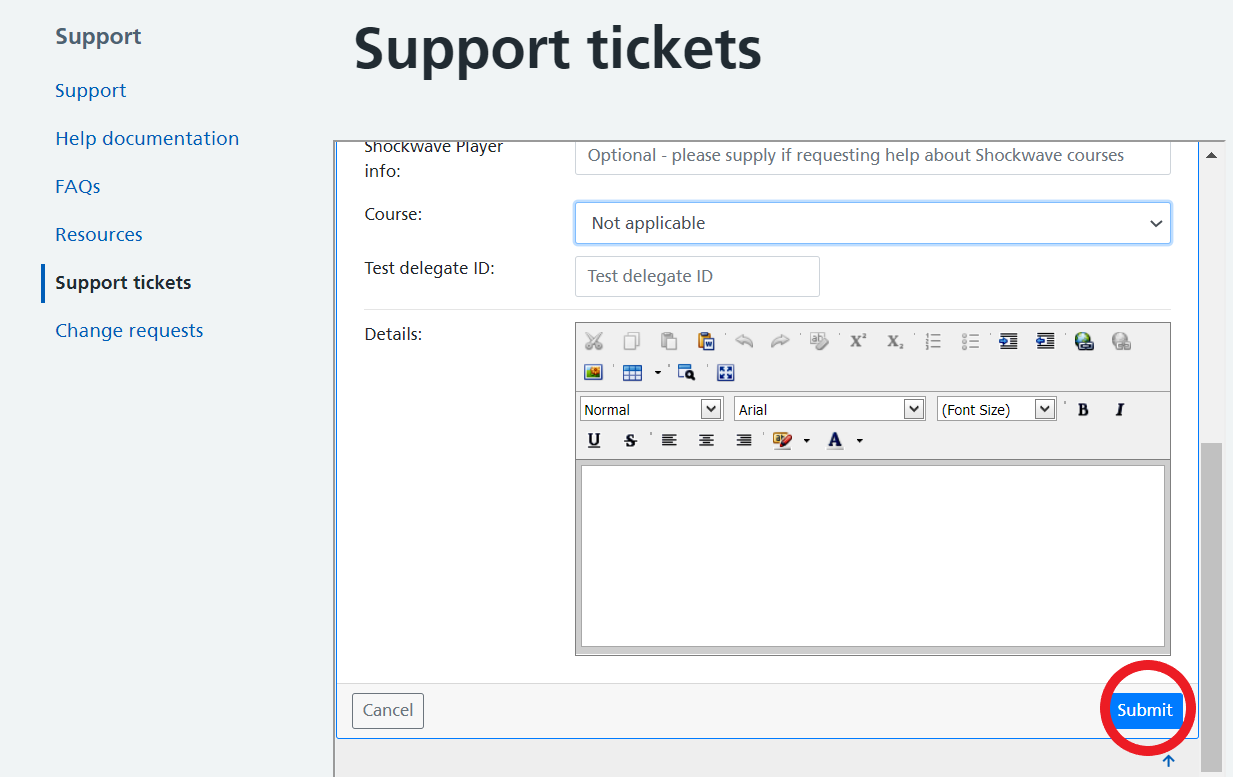 Support
Support
Help documentation
FAQs
Resources
Support tickets
Change requests
Support tickets
Shockwave Player
info:
Optional - please supply if requesting help about Shockwave courses
Course:
Not applicable
Test delegate ID:
Test delegate ID
Details:
Normal
Arial
(Font Size)
B
I
U
S
A
Cancel
Submit